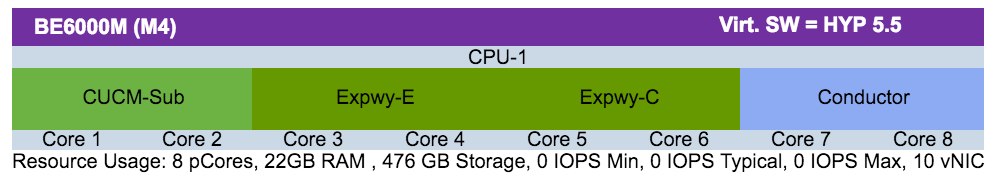 BE6000M (M4) Virt. SW = HYP 5.5
CPU-1
CUCM-Sub Expwy-E Expwy-C Conductor
Core 1 Core 2 Core 3 Core 4 Core 5 Core 6 Core 7 Core 8
Resource Usage: 8 pCores, 22GB RAM , 476 GB Storage, 0 IOPS Min, 0 IOPS Typical, 0 IOPS Max, 10 vNIC